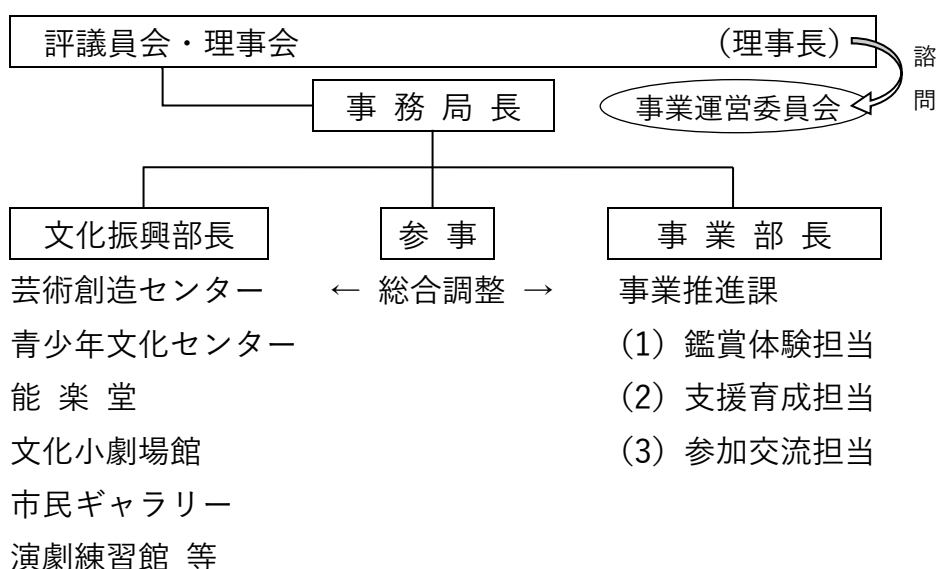 評議員会・理事会 (理事長)
諮問
事務局長
事業運営委員会
文化振興部長
参事
事業部長
芸術創造センター
← 総合調整 →
事業推進課
青少年文化センター
(1) 鑑賞体験担当
能楽堂
(2) 支援育成担当
文化小劇場館
(3) 参加交流担当
市民ギャラリー
演劇練習館 等